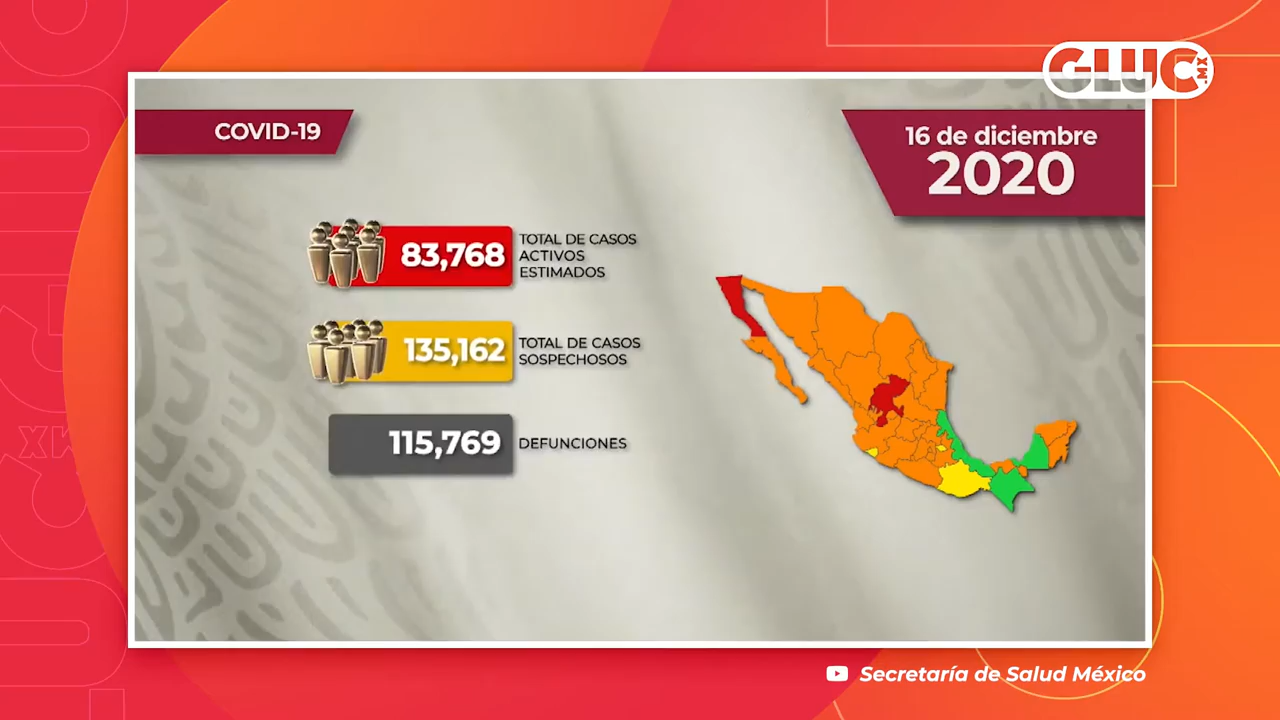 GLUC.MX
COVID-19
16 de diciembre
2020
83,768
TOTAL DE CASOS
ACTIVOS
ESTIMADOS
135,162
TOTAL DE CASOS
SOSPECHOSOS
115,769
DEFUNCIONES
Secretaría de Salud México